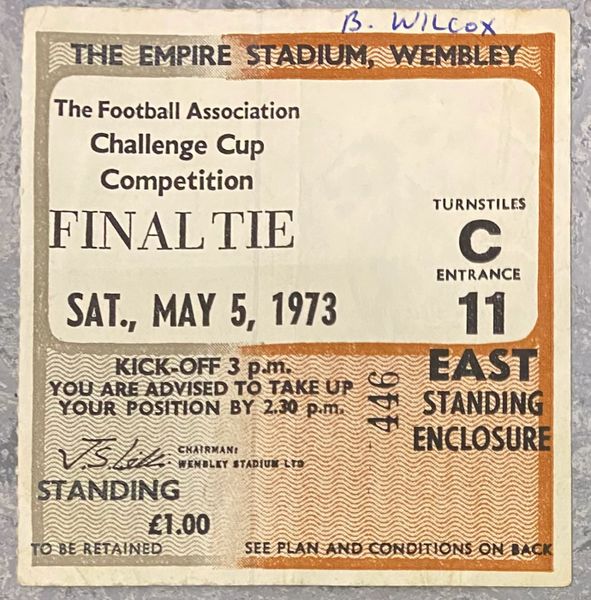 B. WILCOX
THE EMPIRE STADIUM, WEMBLEY
The Football Association
Challenge Cup
Competition
FINAL TIE
SAT., MAY 5, 1973
TURNSTILES
C
ENTRANCE
11
EAST
STANDING
ENCLOSURE
KICK-OFF 3 p.m.
YOU ARE ADVISED TO TAKE UP
YOUR POSITION BY 2.30 p.m.
446
CHAIRMAN:
WEMBLEY STADIUM LTD
STANDING
£1.00
TO BE RETAINED
SEE PLAN AND CONDITIONS ON BACK